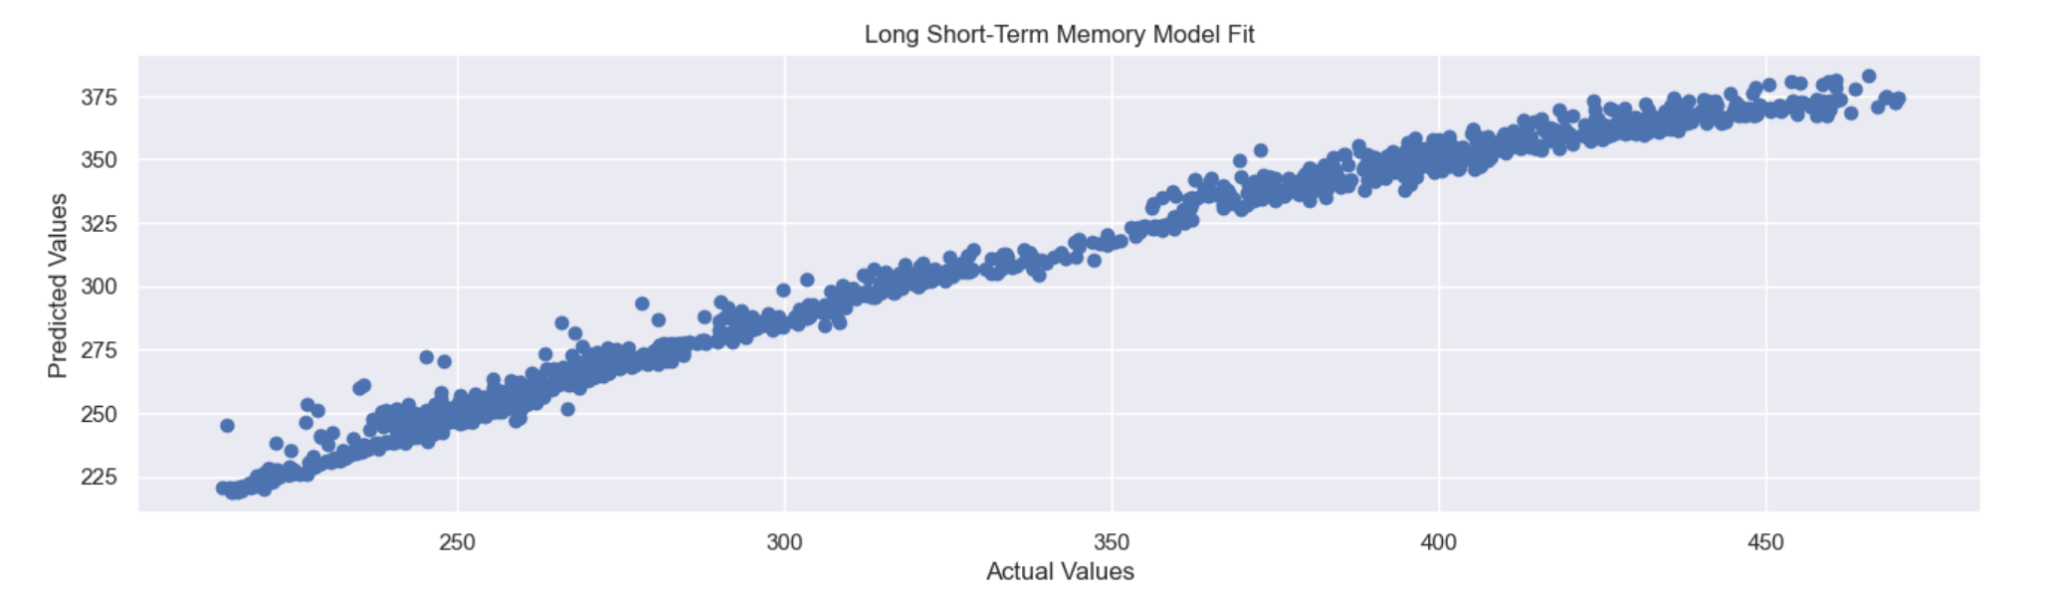 Long Short-Term Memory Model Fit
375
350
325
300
275
250
225
Predicted Values
250 300 350 400 450
Actual Values